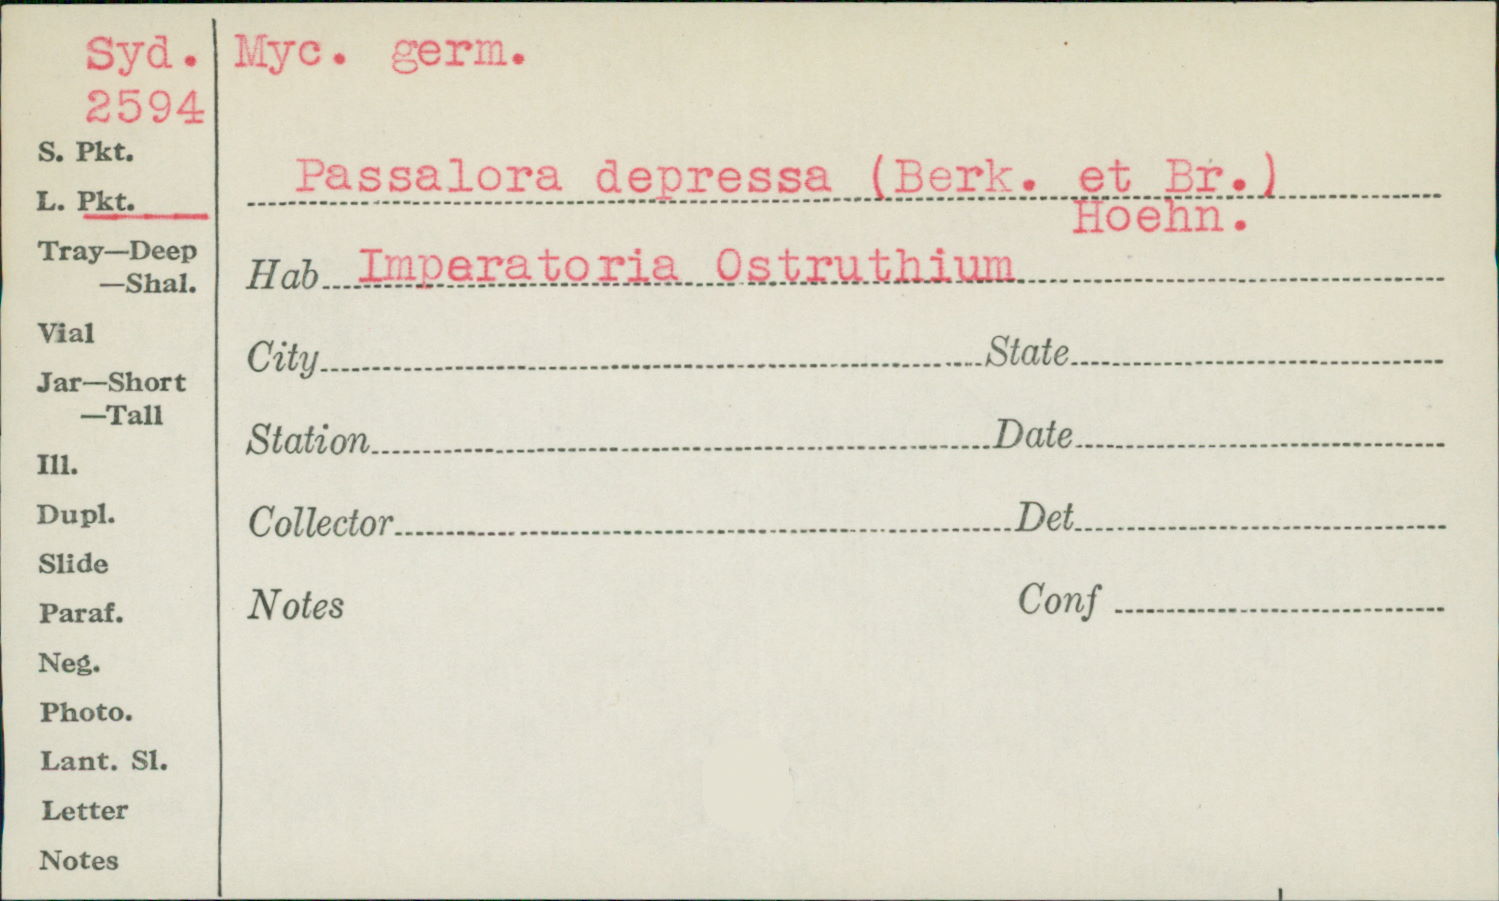 Syd. Myc. germ.
2594
S. Pkt.
L. Pkt.
Tray—Deep
—Shal.
Vial
Jar—Short
—Tall
Ill.
Dupl.
Slide
Paraf.
Neg.
Photo.
Lant. Sl.
Letter
Notes
Passalora depressa (Berk. et Br.)
Hoehn.
Hab Imperatoria Ostruthium
City State
Station Date
Collector Det
Notes Conf